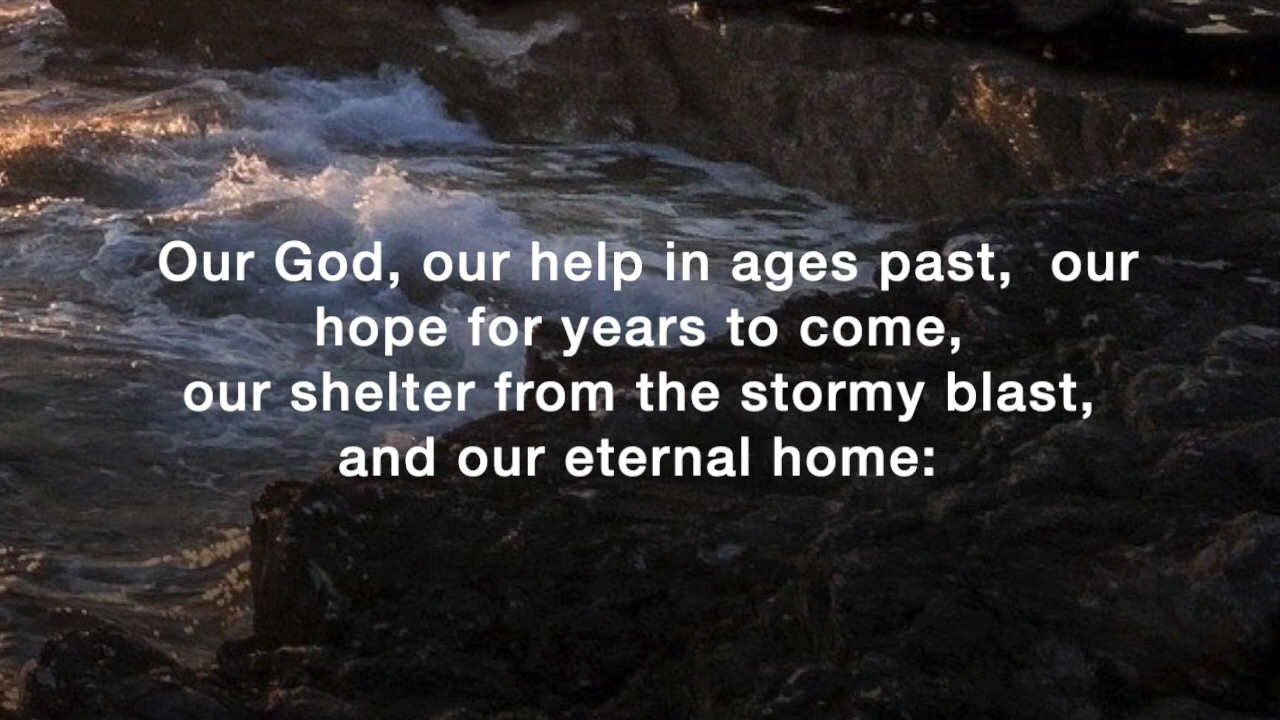 Our God, our help in ages past,  our
hope for years to come,
our shelter from the stormy blast,
and our eternal home: